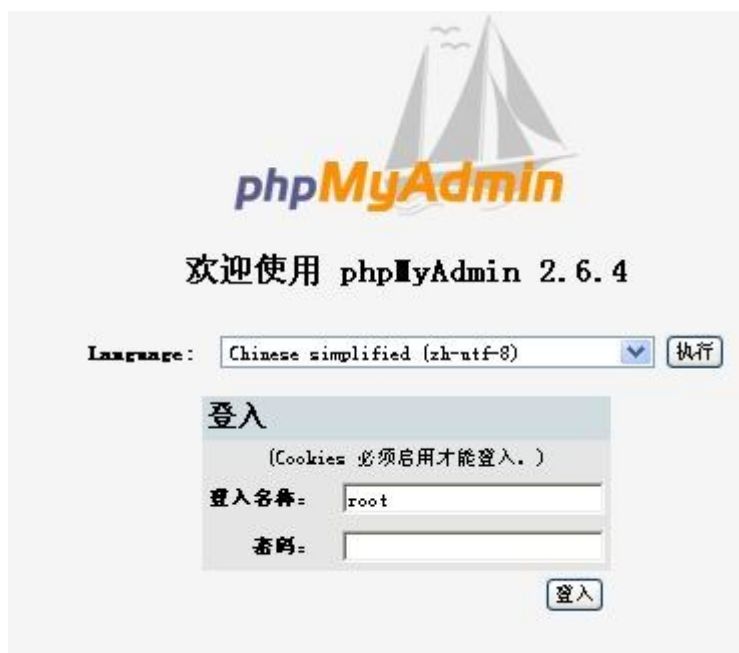 phpMyAdmin
欢迎使用 phpMyAdmin 2.6.4
Language: Chinese simplified (zh-utf-8) 执行
登入
(Cookies 必须启用才能登入.)
登入名称: root
密码:
登入